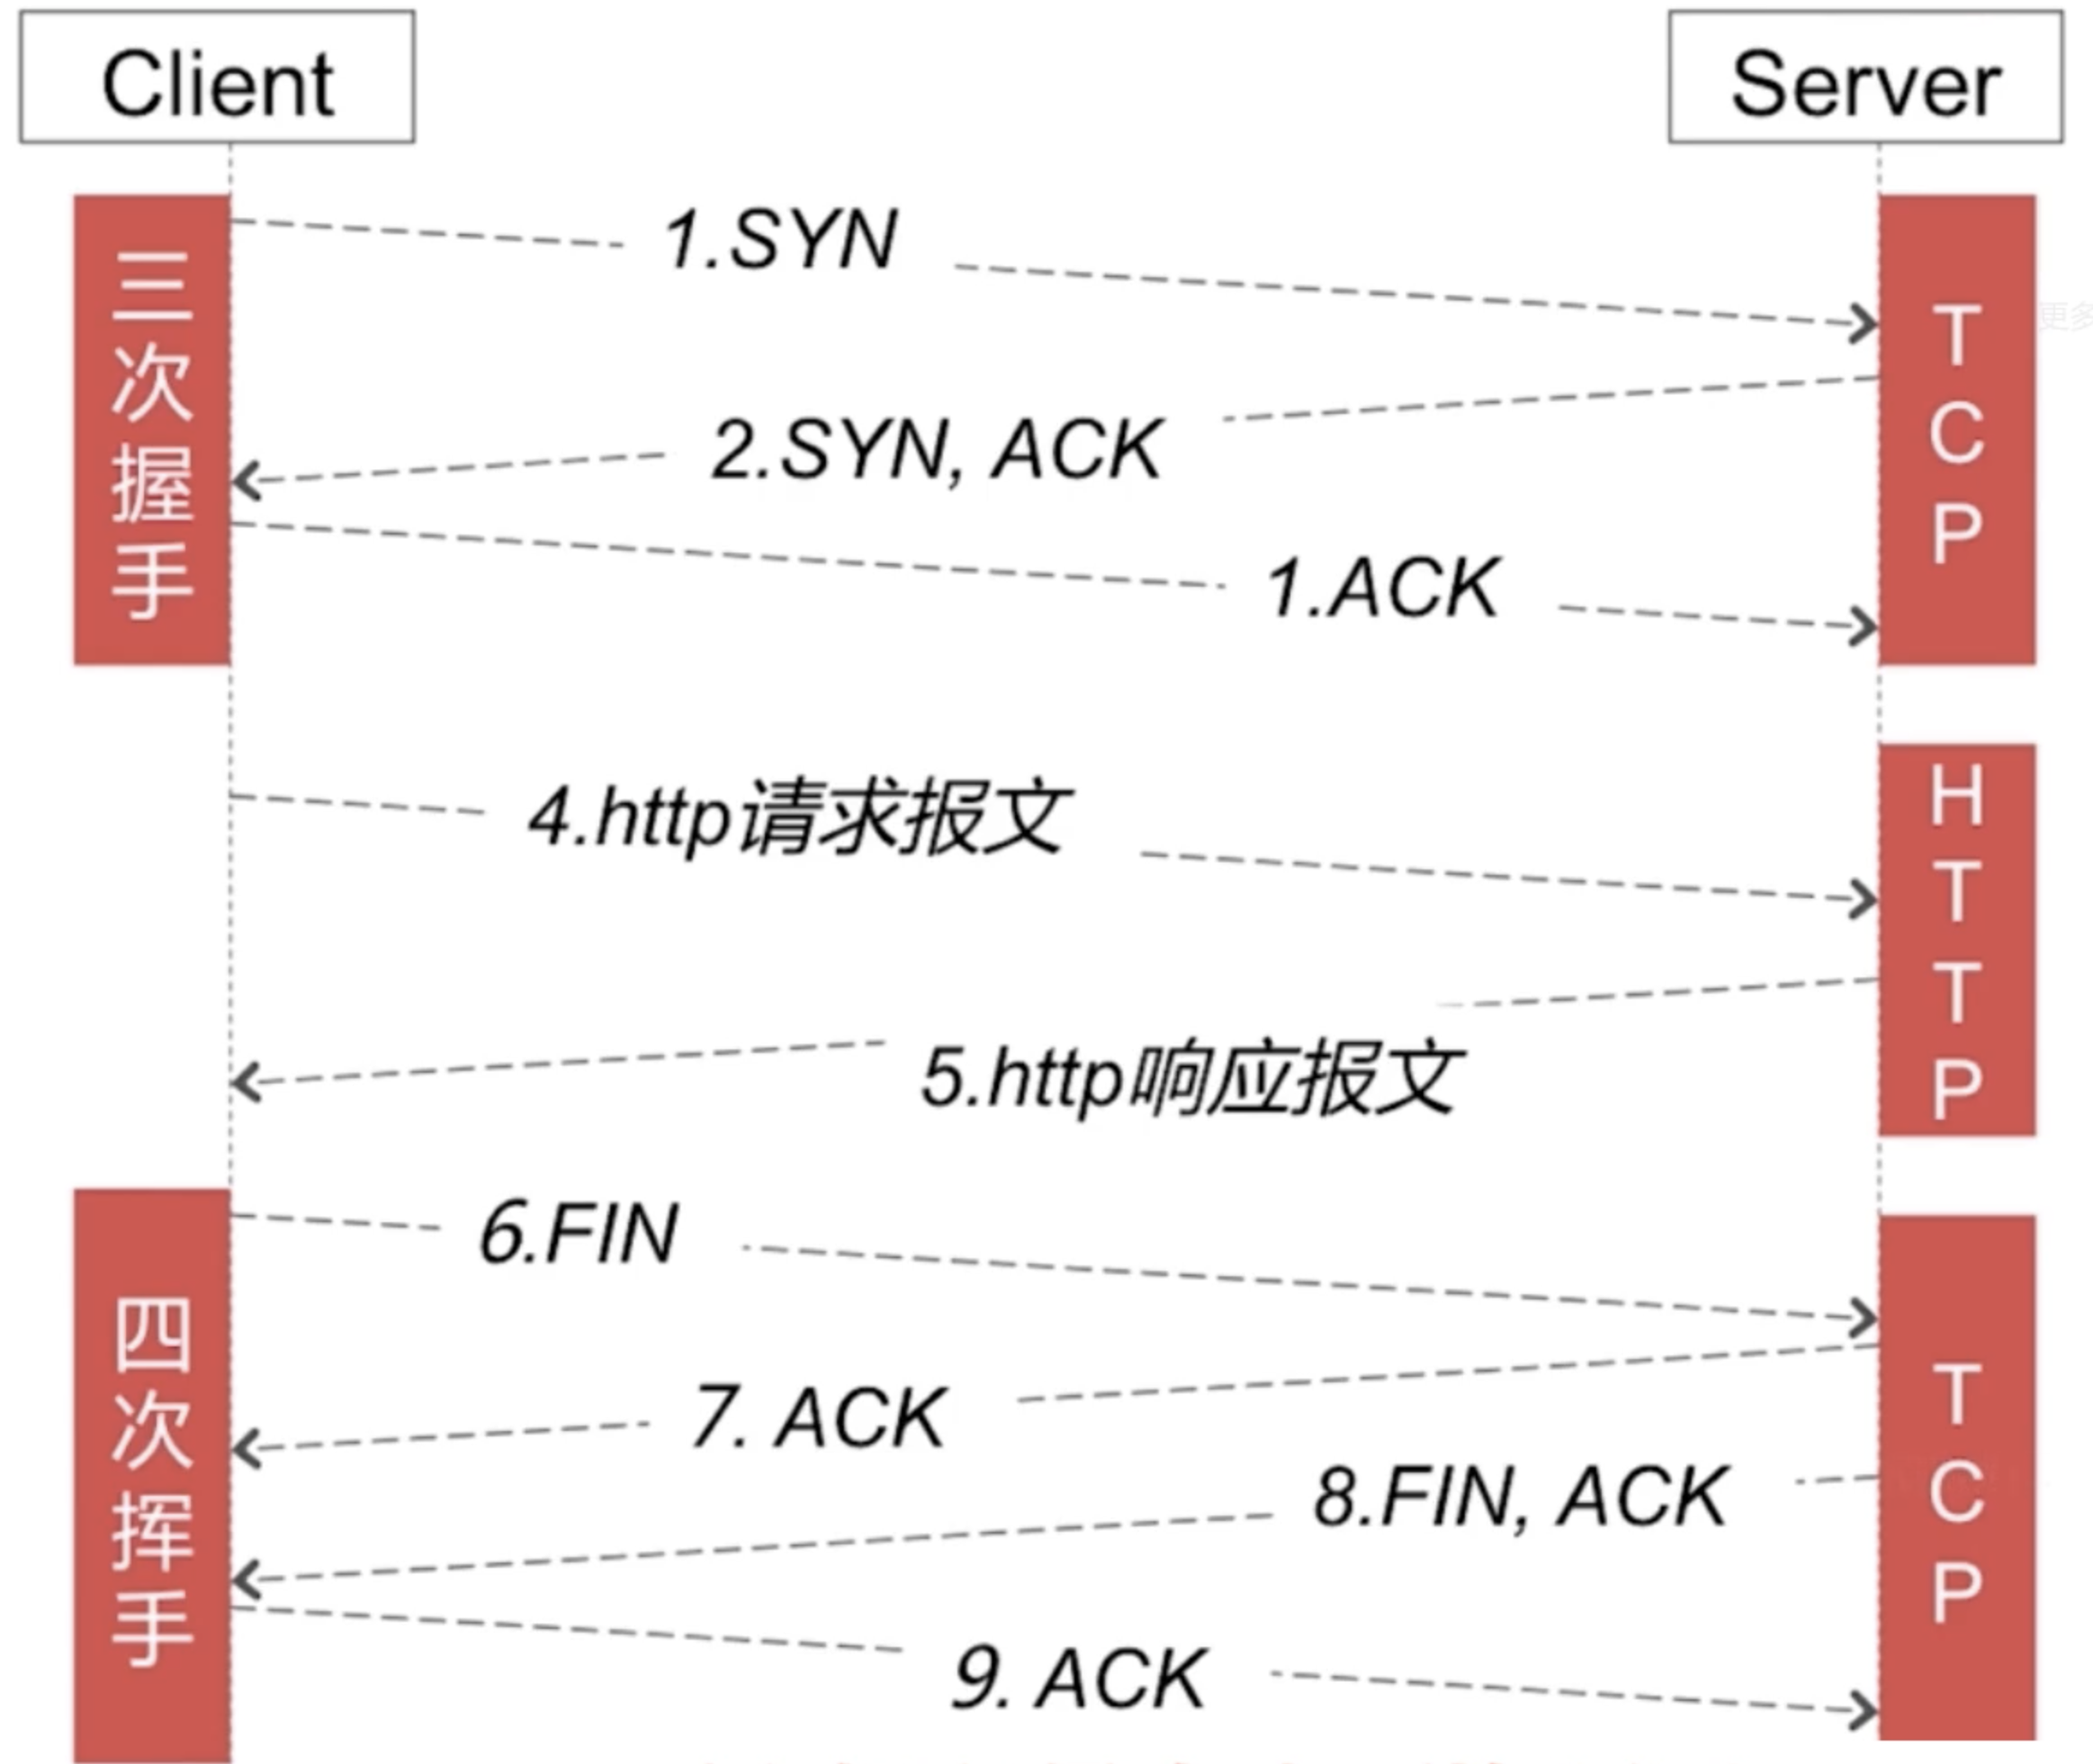 Client
Server
三次握手
1.SYN
TCP
更多
2.SYN, ACK
1.ACK
4.http请求报文
HTTP
5.http响应报文
四次挥手
6.FIN
TCP
7. ACK
8.FIN, ACK
9. ACK